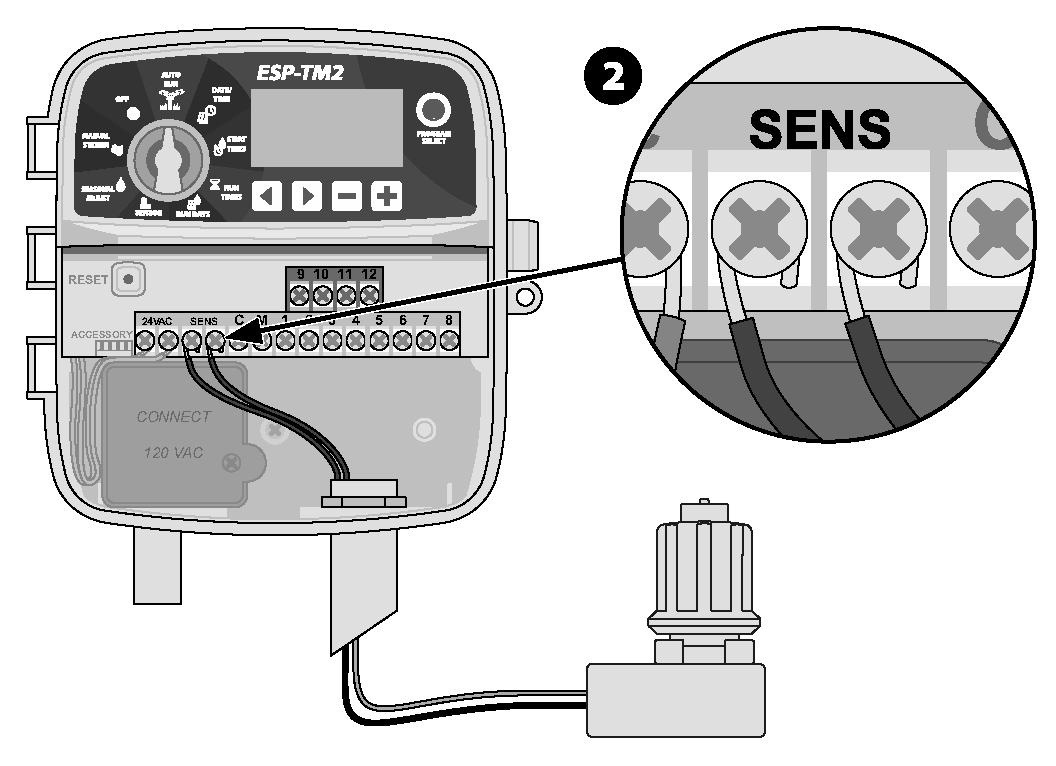 ESP-TM2
AUTO
RUN
OFF
DATE/
TIME
MANUAL
STATION
START
TIMES
SEASONAL
ADJUST
RUN
TIMES
SENSOR
RUN DAYS
PROGRAM
SELECT
RESET
9 10 11 12
24VAC SENS C M 1 3 4 5 6 7 8
ACCESSORY
CONNECT
120 VAC
2
SENS